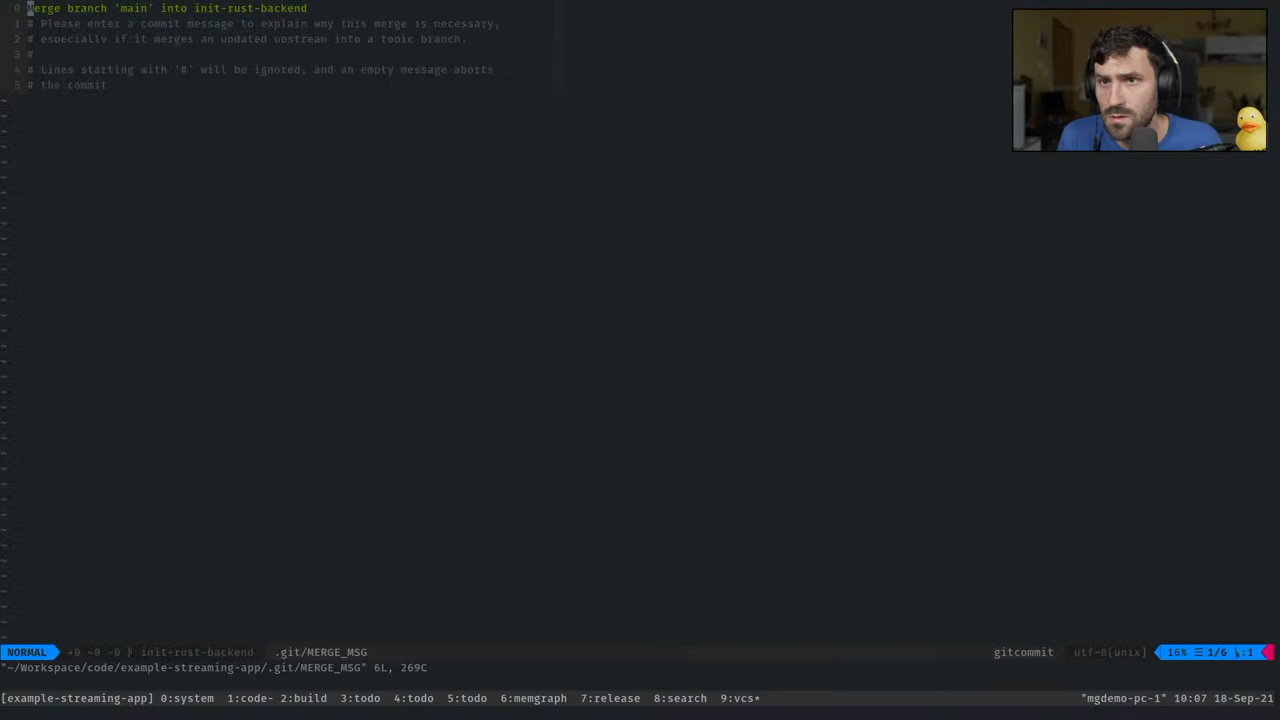 0 Merge branch 'main' into init-rust-backend
1 # Please enter a commit message to explain why this merge is necessary,
2 # especially if it merges an updated upstream into a topic branch.
3 #
4 # Lines starting with '#' will be ignored, and an empty message aborts
5 # the commit
NORMAL +0 ~0 -0 init-rust-backend .git/MERGE_MSG gitcommit utf-8[unix] 16% ☰ 1/6 :1
"~/Workspace/code/example-streaming-app/.git/MERGE_MSG" 6L, 269C
[example-streaming-app] 0:system 1:code- 2:build 3:todo 4:todo 5:todo 6:memgraph 7:release 8:search 9:vcs* "mgdemo-pc-1" 10:07 18-Sep-21